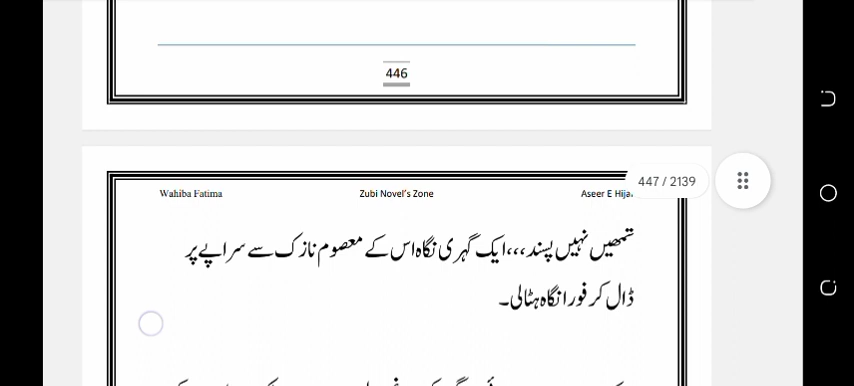 446
Wahiba Fatima Zubi Novel's Zone Aseer E Hija
447 / 2139
تمھیں نہیں پسند،،،ایک گہری نگاہ اس کے معصوم نازک سے سراپے پر
ڈال کر فورا نگاہ ہٹالی۔